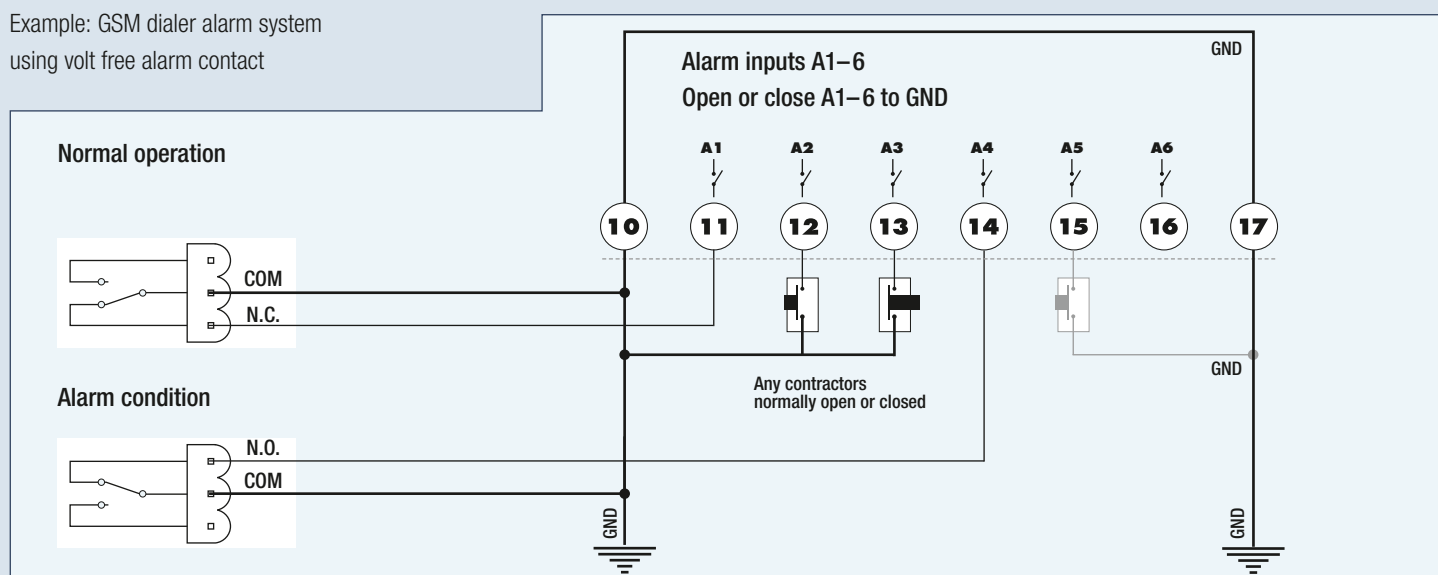 Example: GSM dialer alarm system
using volt free alarm contact
GND
Alarm inputs A1–6
Open or close A1–6 to GND
Normal operation
A1 A2 A3 A4 A5 A6
10 11 12 13 14 15 16 17
COM
N.C.
GND
Any contractors
normally open or closed
Alarm condition
N.O.
COM
GND
GND